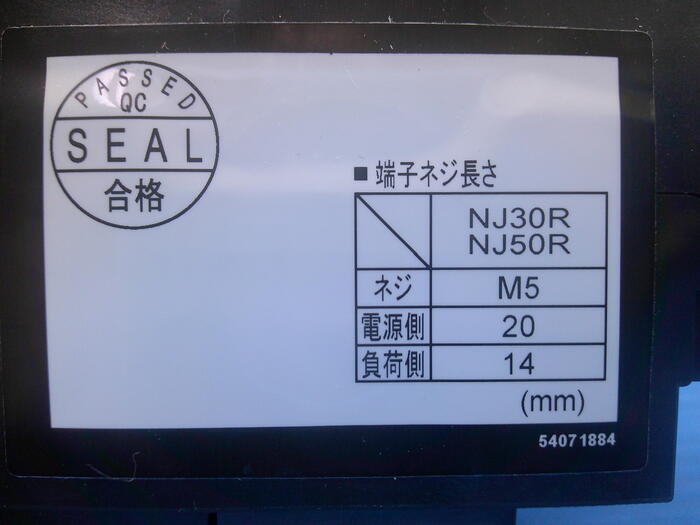 PASSED
QC
SEAL
合格
■端子ネジ長さ
NJ30R
NJ50R
ネジ M5
電源側 20
負荷側 14
(mm)
54071884